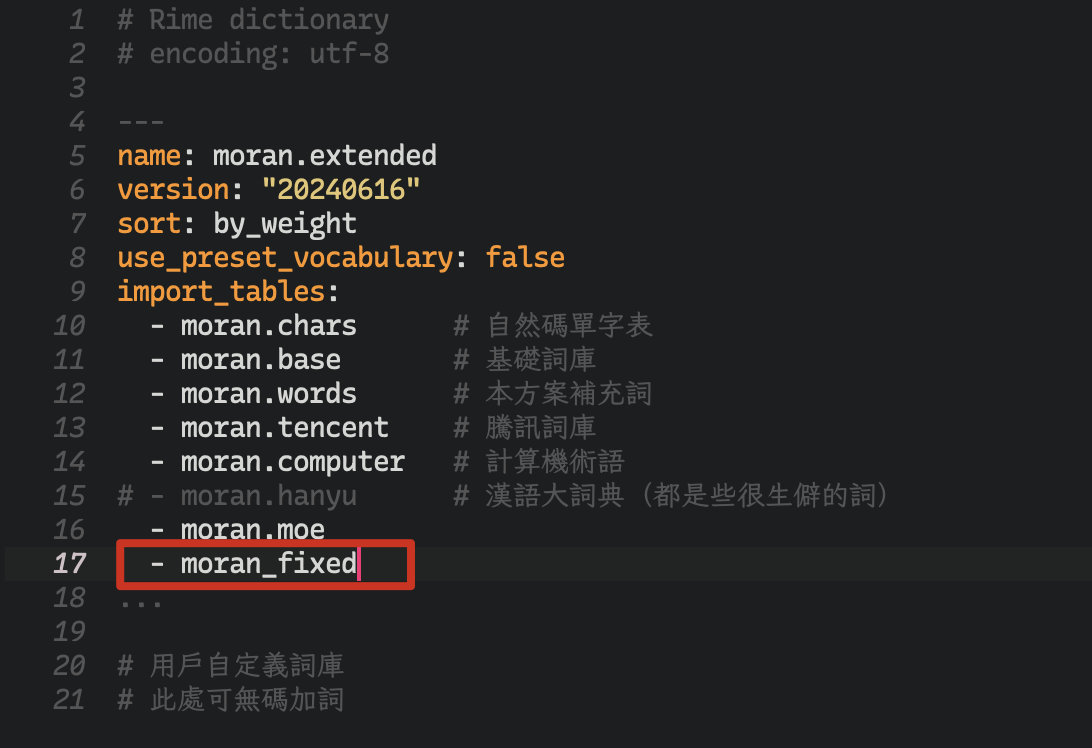 1 # Rime dictionary
2 # encoding: utf-8
3
4 ---
5 name: moran.extended
6 version: "20240616"
7 sort: by_weight
8 use_preset_vocabulary: false
9 import_tables:
10   - moran.chars      # 自然碼單字表
11   - moran.base       # 基礎詞庫
12   - moran.words      # 本方案補充詞
13   - moran.tencent    # 騰訊詞庫
14   - moran.computer   # 計算機術語
15 # - moran.hanyu      # 漢語大詞典（都是些很生僻的詞）
16   - moran.moe
17   - moran_fixed
18 ...
19
20 # 用戶自定義詞庫
21 # 此處可無碼加詞